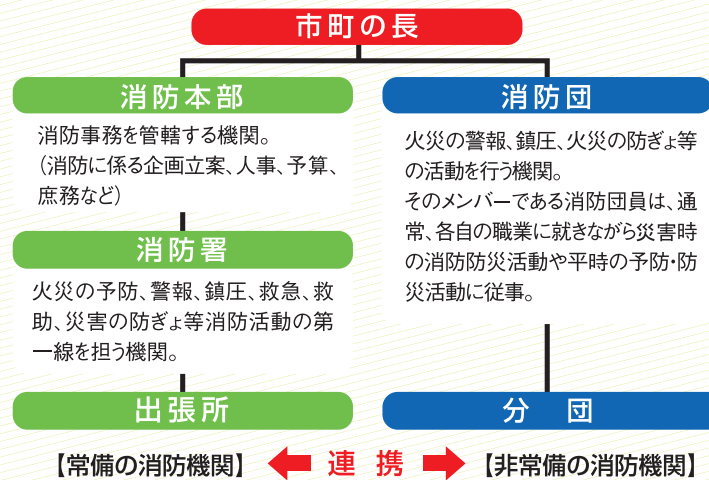 市町の長
消防本部
消防事務を管轄する機関。
(消防に係る企画立案、人事、予算、
庶務など)
消防署
火災の予防、警報、鎮圧、救急、救
助、災害の防ぎょ等消防活動の第
一線を担う機関。
出張所
消防団
火災の警報、鎮圧、火災の防ぎょ等
の活動を行う機関。
そのメンバーである消防団員は、通
常、各自の職業に就きながら災害時
の消防防災活動や平時の予防・防
災活動に従事。
分　団
【常備の消防機関】 連 携 【非常備の消防機関】